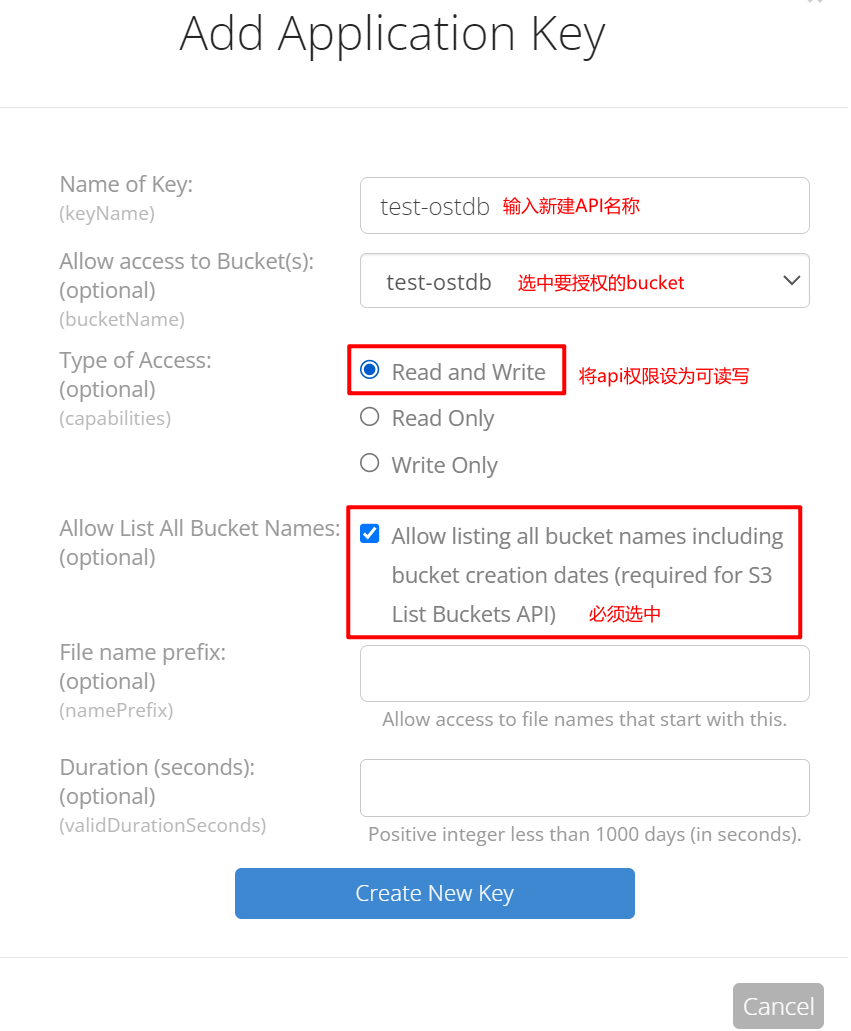 Add Application Key
Name of Key:
(keyName)
test-ostdb 输入新建API名称
Allow access to Bucket(s):
(optional)
(bucketName)
test-ostdb 选中要授权的bucket
Type of Access:
(optional)
(capabilities)
Read and Write 将api权限设为可读写
Read Only
Write Only
Allow List All Bucket Names:
(optional)
Allow listing all bucket names including
bucket creation dates (required for S3
List Buckets API) 必须选中
File name prefix:
(optional)
(namePrefix)
Allow access to file names that start with this.
Duration (seconds):
(optional)
(validDurationSeconds)
Positive integer less than 1000 days (in seconds).
Create New Key
Cancel